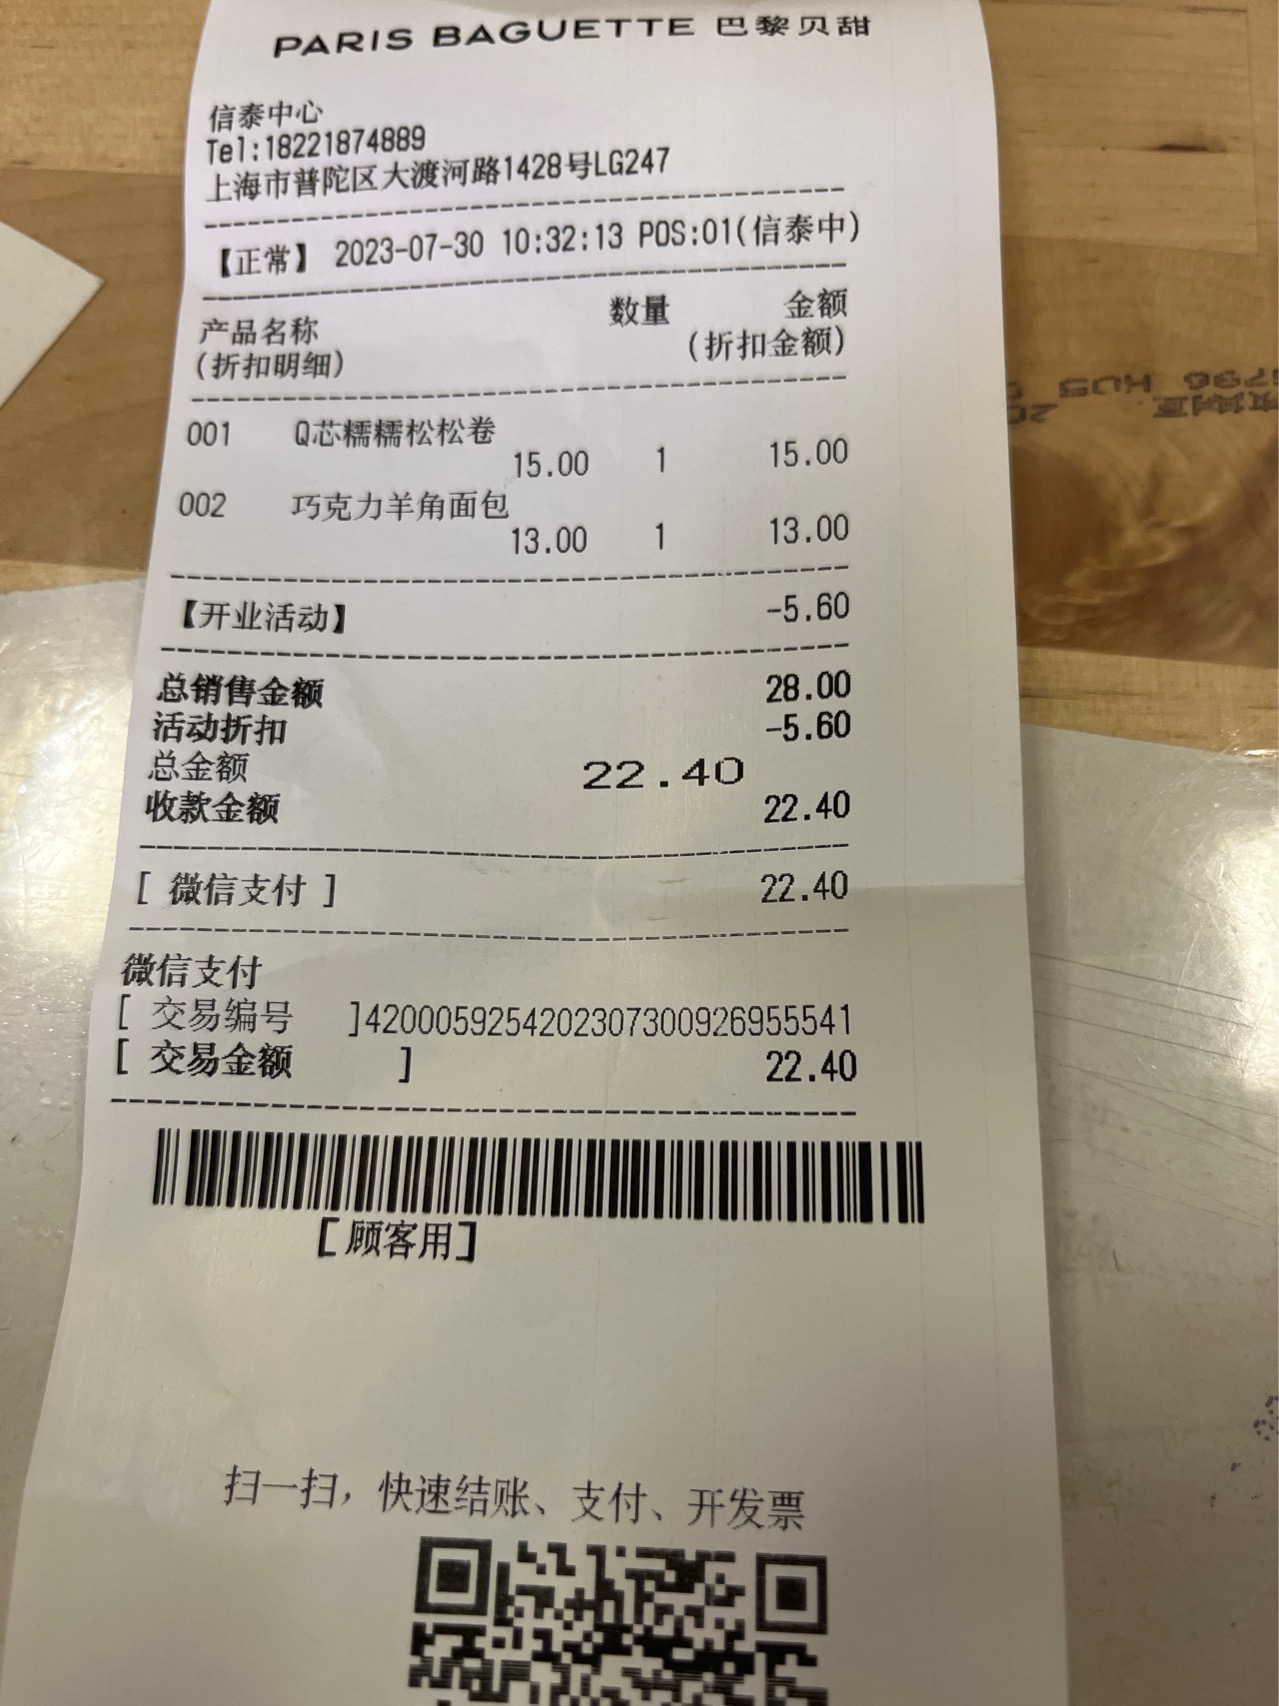 PARIS BAGUETTE 巴黎贝甜
信泰中心
Tel:18221874889
上海市普陀区大渡河路1428号LG247
【正常】 2023-07-30 10:32:13 POS:01(信泰中)
产品名称 数量 金额
(折扣明细) (折扣金额)
001 Q芯糯糯松松卷
15.00 1 15.00
002 巧克力羊角面包
13.00 1 13.00
【开业活动】 -5.60
总销售金额 28.00
活动折扣 -5.60
总金额 22.40
收款金额 22.40
[ 微信支付 ] 22.40
微信支付
[ 交易编号 ]4200059254202307300926955541
[ 交易金额 ] 22.40
[顾客用]
扫一扫，快速结账、支付、开发票